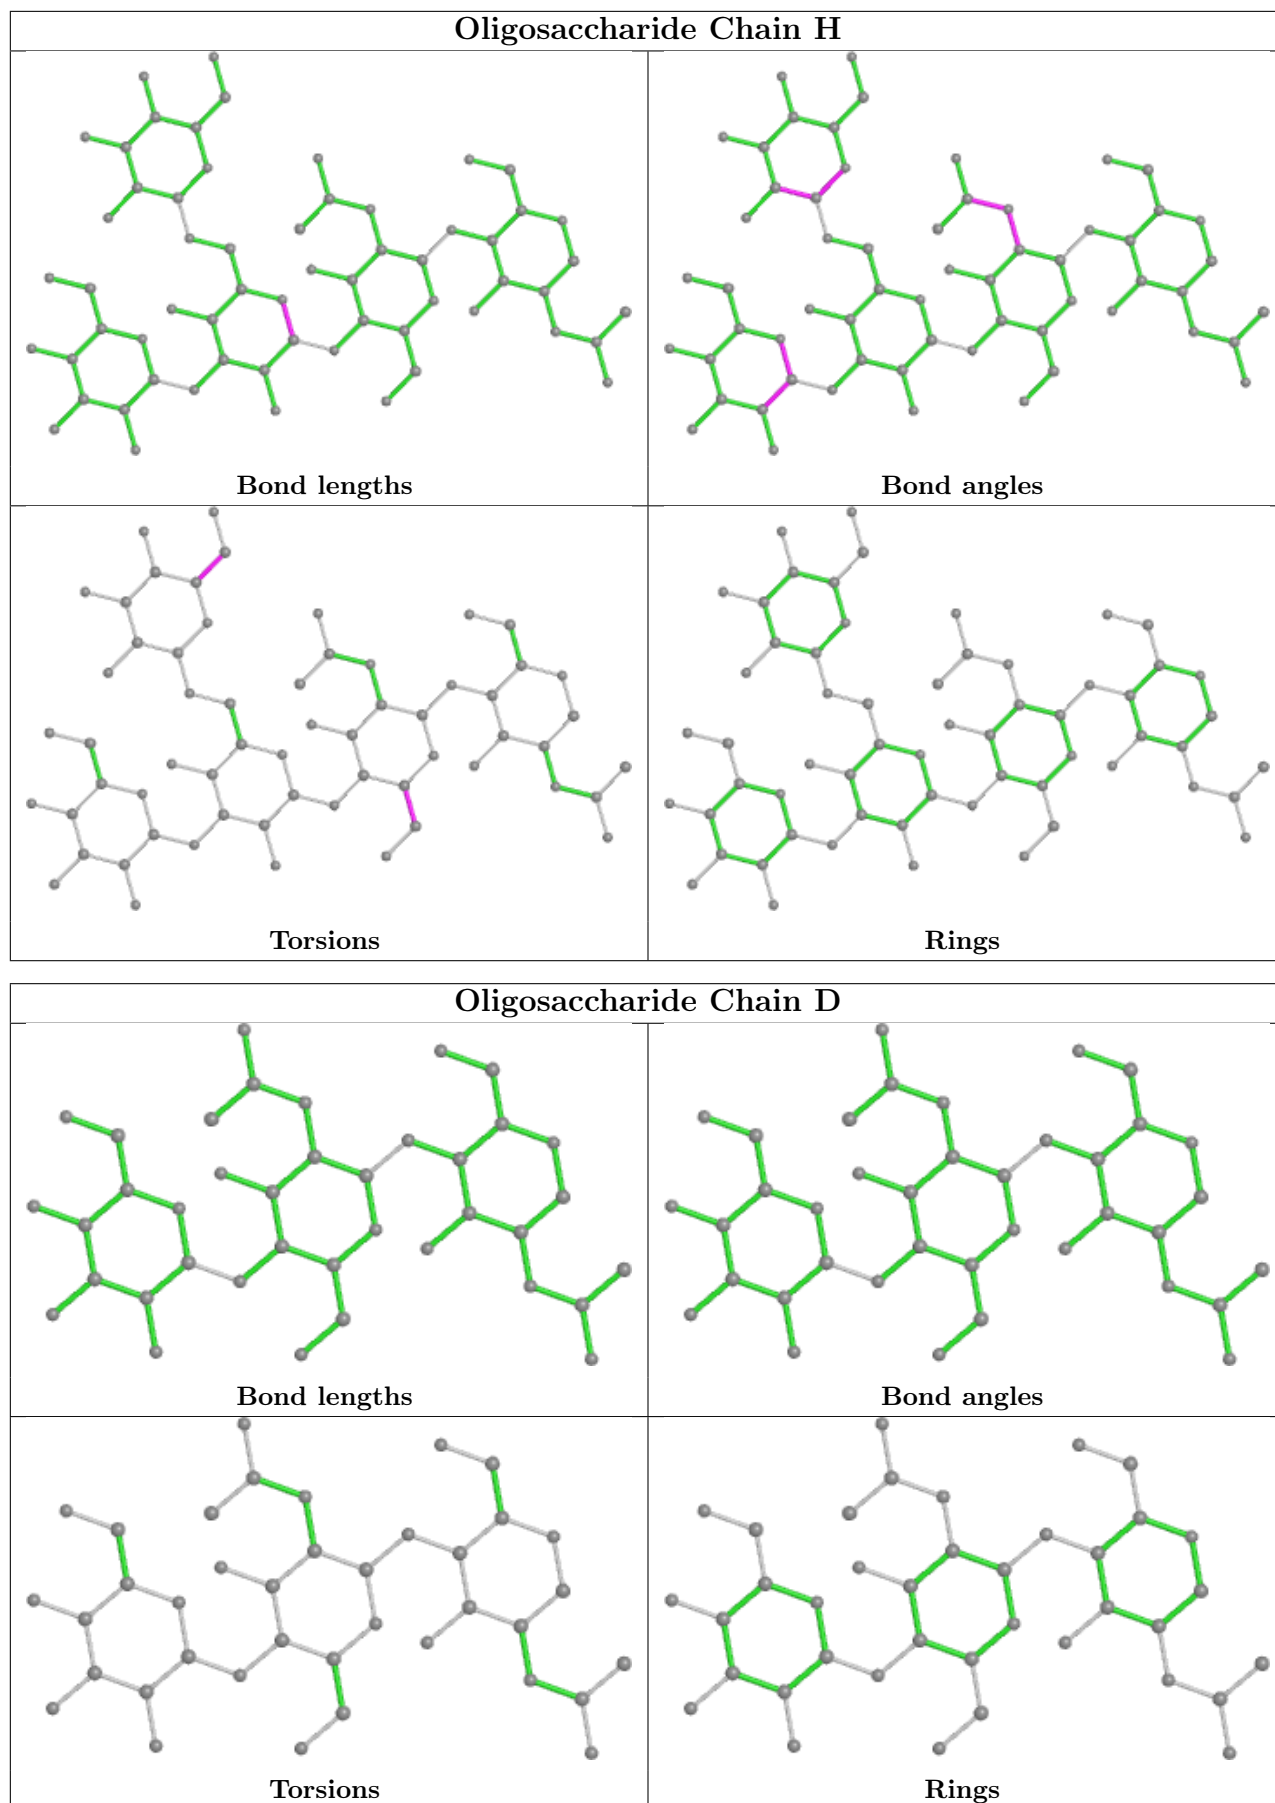 Oligosaccharide Chain H
Bond lengths
Bond angles
Torsions
Rings
Oligosaccharide Chain D
Bond lengths
Bond angles
Torsions
Rings